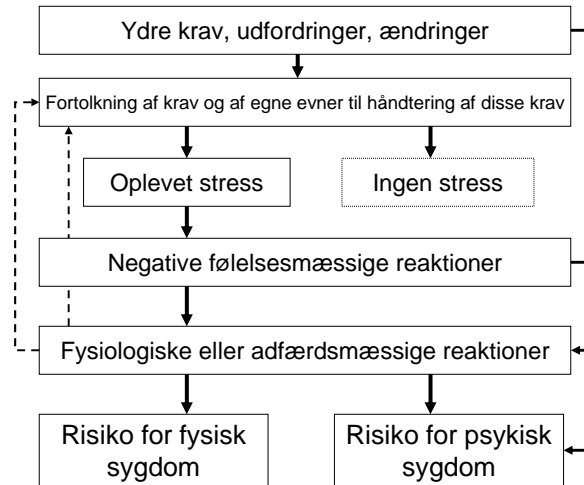 Ydre krav, udfordringer, ændringer
Fortolkning af krav og af egne evner til håndtering af disse krav
Oplevet stress
Ingen stress
Negative følelsesmæssige reaktioner
Fysiologiske eller adfærdsmæssige reaktioner
Risiko for fysisk
sygdom
Risiko for psykisk
sygdom